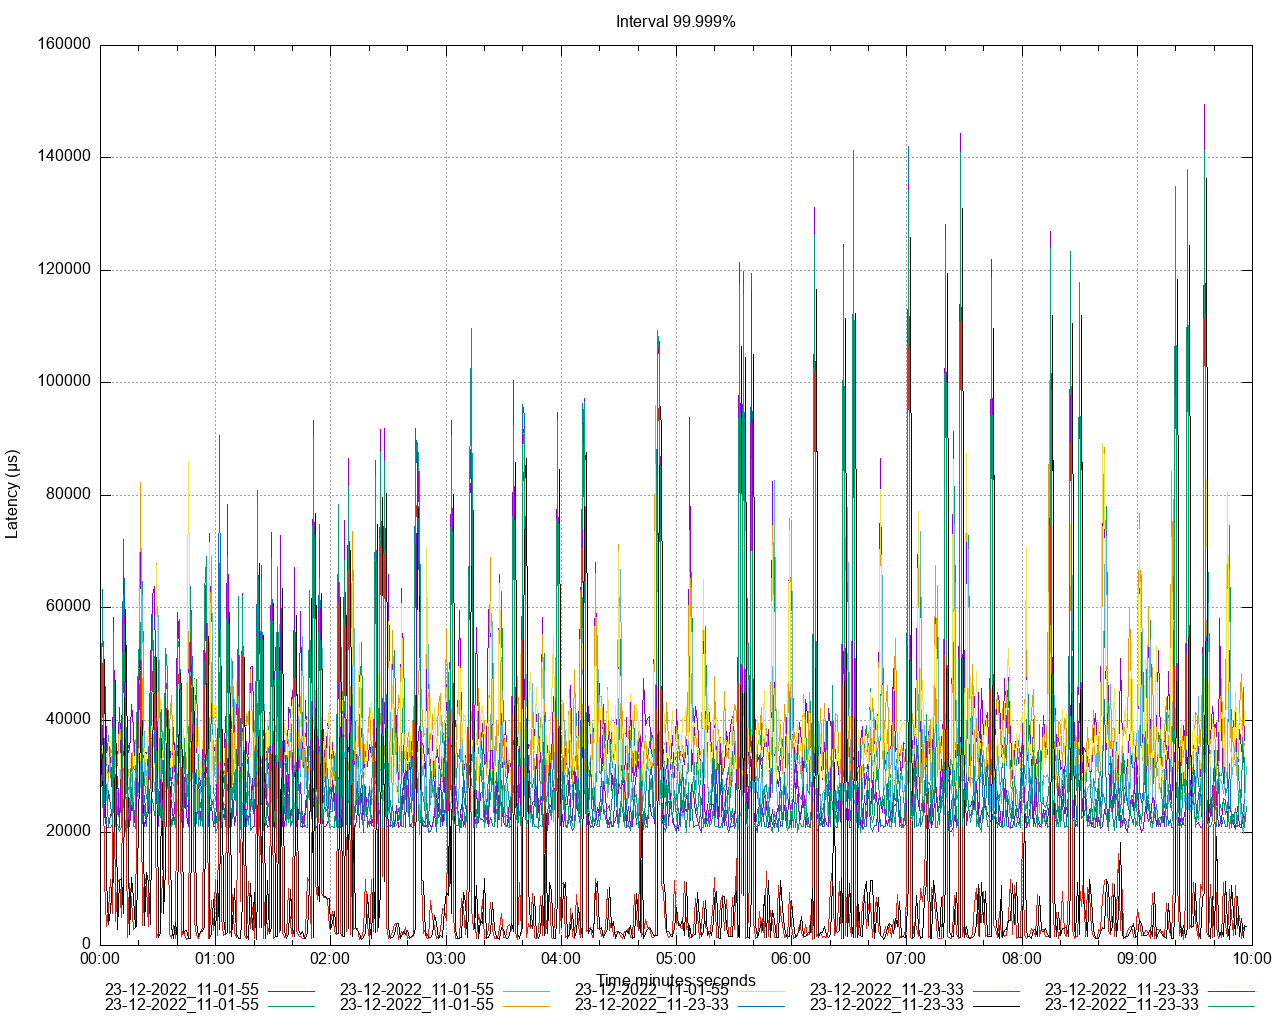 Interval 99.999%
160000
140000
120000
100000
80000
60000
40000
20000
0
Latency (µs)
00:00 01:00 02:00 03:00 04:00 05:00 06:00 07:00 08:00 09:00 10:00
Time minutes:seconds
23-12-2022_11-01-55 23-12-2022_11-01-55 23-12-2022_11-01-55 23-12-2022_11-23-33 23-12-2022_11-23-33
23-12-2022_11-01-55 23-12-2022_11-01-55 23-12-2022_11-23-33 23-12-2022_11-23-33 23-12-2022_11-23-33